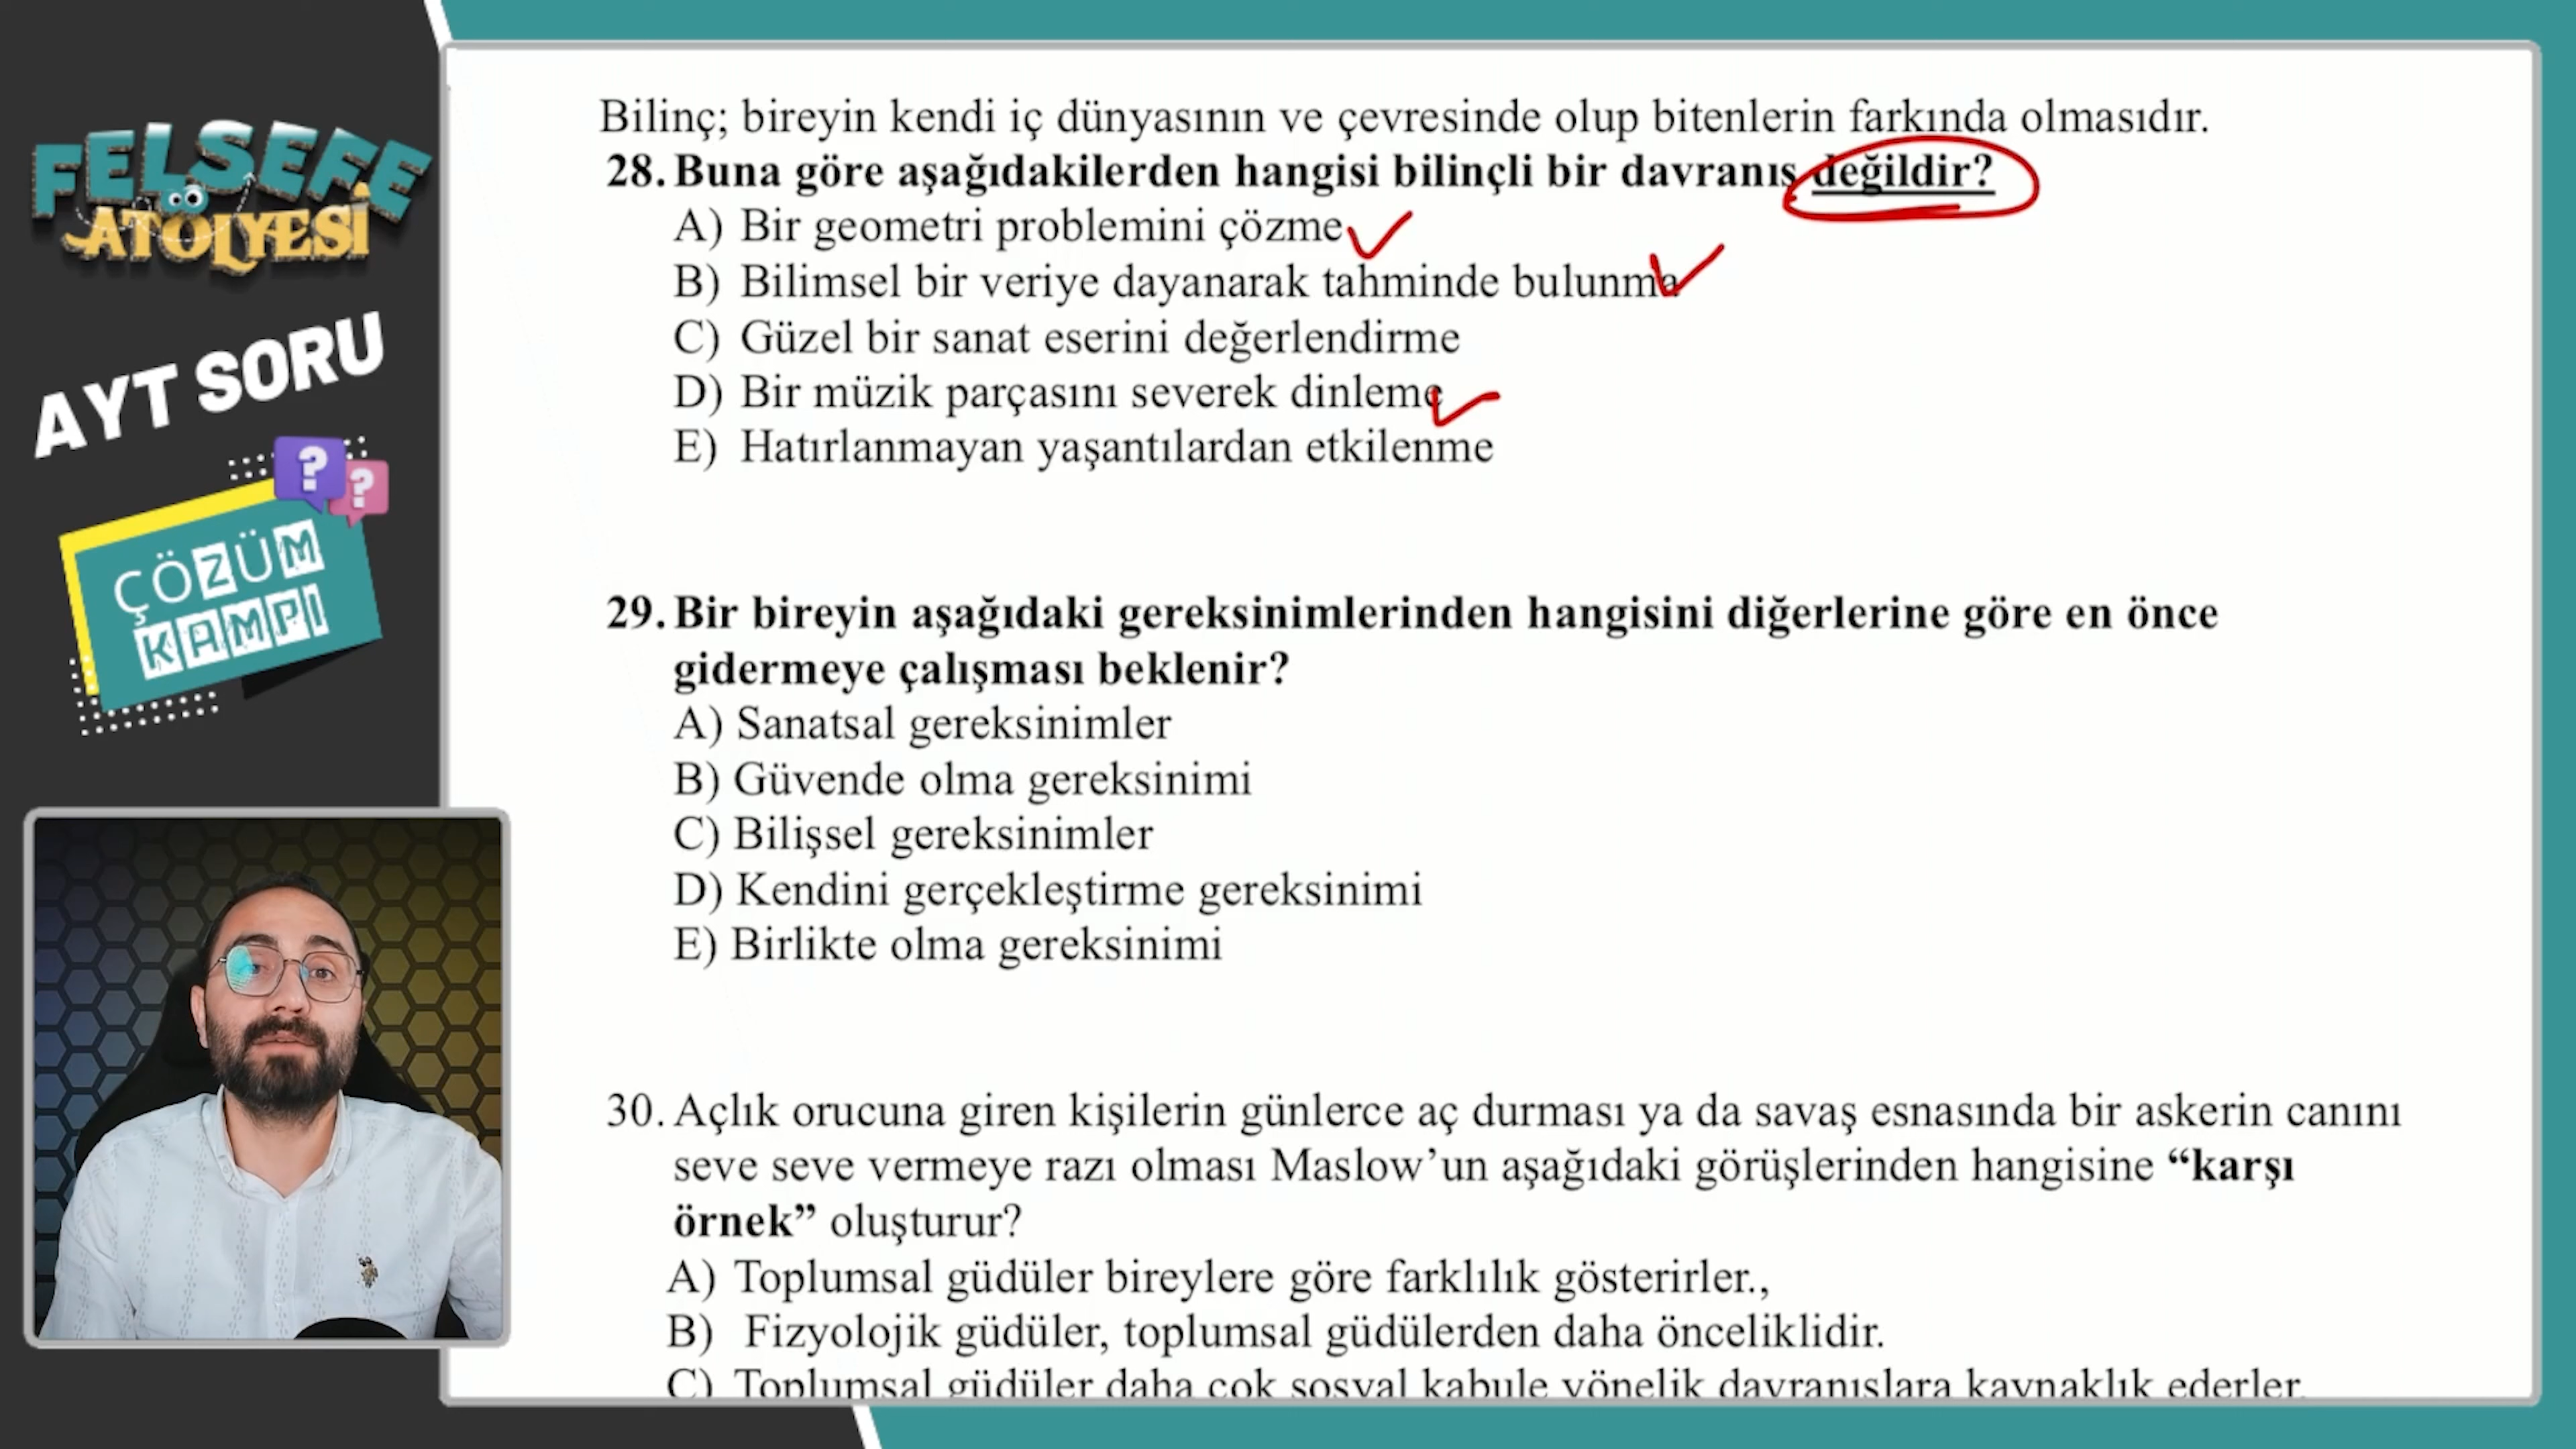 FELSEFE
ATÖLYESİ
AYT SORU
? ?
ÇÖZÜM
KAMPI
Bilinç; bireyin kendi iç dünyasının ve çevresinde olup bitenlerin farkında olmasıdır.
28. Buna göre aşağıdakilerden hangisi bilinçli bir davranış değildir?
A) Bir geometri problemini çözme
B) Bilimsel bir veriye dayanarak tahminde bulunma
C) Güzel bir sanat eserini değerlendirme
D) Bir müzik parçasını severek dinleme
E) Hatırlanmayan yaşantılardan etkilenme
29. Bir bireyin aşağıdaki gereksinimlerinden hangisini diğerlerine göre en önce
gidermeye çalışması beklenir?
A) Sanatsal gereksinimler
B) Güvende olma gereksinimi
C) Bilişsel gereksinimler
D) Kendini gerçekleştirme gereksinimi
E) Birlikte olma gereksinimi
30. Açlık orucuna giren kişilerin günlerce aç durması ya da savaş esnasında bir askerin canını
seve seve vermeye razı olması Maslow’un aşağıdaki görüşlerinden hangisine “karşı
örnek” oluşturur?
A) Toplumsal güdüler bireylere göre farklılık gösterirler.,
B) Fizyolojik güdüler, toplumsal güdülerden daha önceliklidir.
C) Toplumsal güdüler daha çok sosyal kabule yönelik davranışlara kaynaklık ederler.